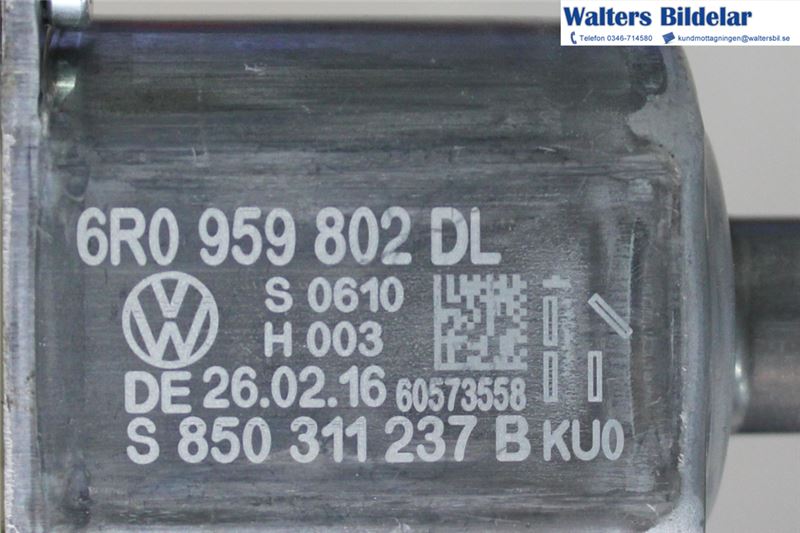 Walters Bildelar
Telefon 0346-714580 kundmottagningen@waltersbil.se
6R0 959 802 DL
S 0610
H 003
DE 26.02.16 60573558
S 850 311 237 B KU0